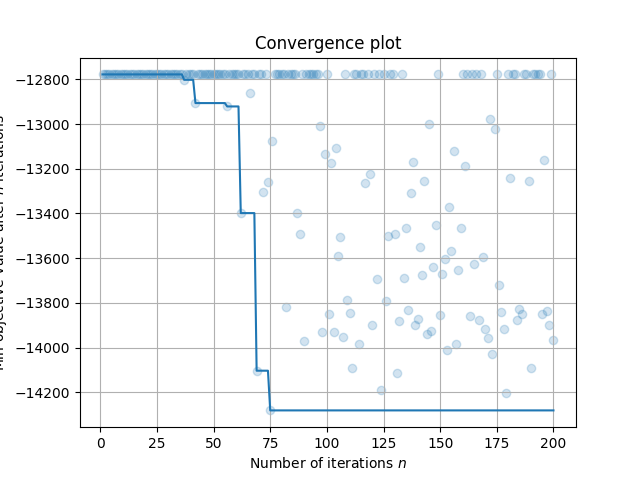 Convergence plot
−12800
−13000
−13200
−13400
−13600
−13800
−14000
−14200
0 25 50 75 100 125 150 175 200
Number of iterations n
objective value after n iterations